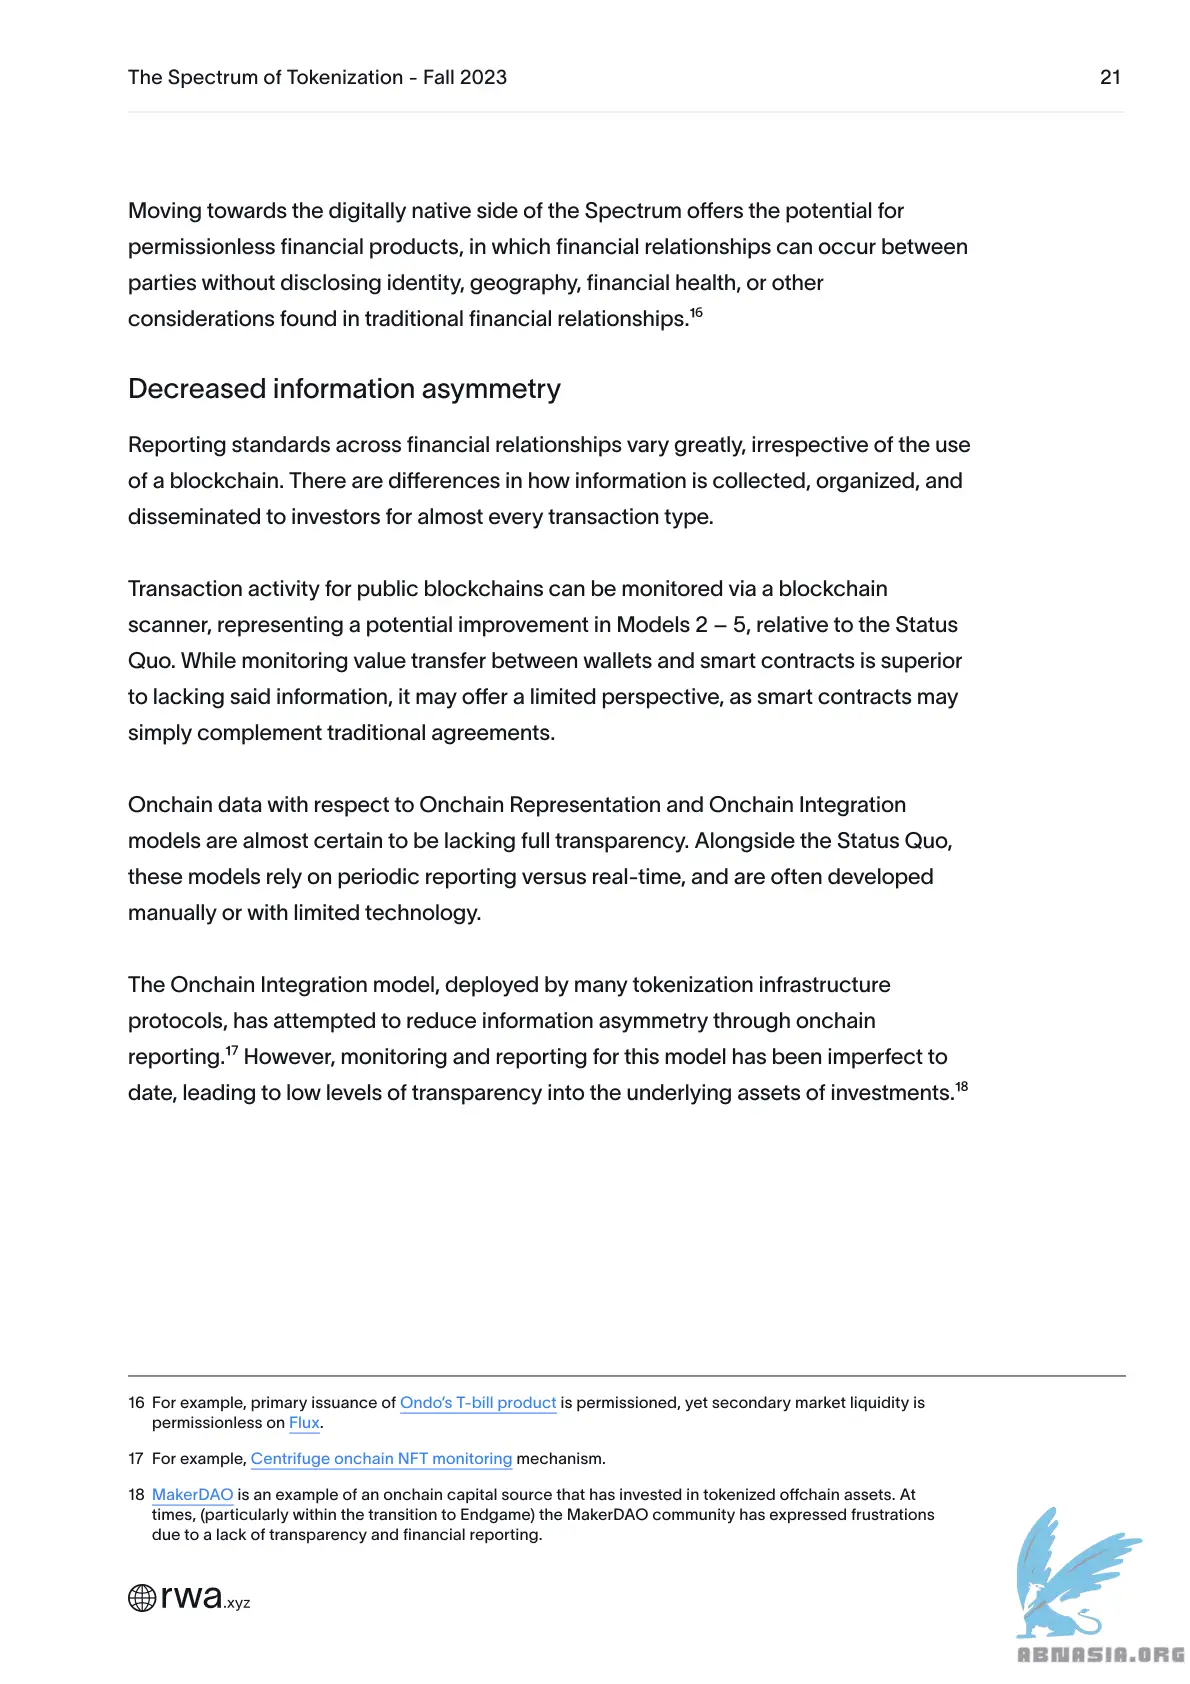 The Spectrum of Tokenization - Fall 2023
21
Moving towards the digitally native side of the Spectrum offers the potential for
permissionless financial products, in which financial relationships can occur between
parties without disclosing identity, geography, financial health, or other
considerations found in traditional financial relationships.16
Decreased information asymmetry
Reporting standards across financial relationships vary greatly, irrespective of the use
of a blockchain. There are differences in how information is collected, organized, and
disseminated to investors for almost every transaction type.
Transaction activity for public blockchains can be monitored via a blockchain
scanner, representing a potential improvement in Models 2 – 5, relative to the Status
Quo. While monitoring value transfer between wallets and smart contracts is superior
to lacking said information, it may offer a limited perspective, as smart contracts may
simply complement traditional agreements.
Onchain data with respect to Onchain Representation and Onchain Integration
models are almost certain to be lacking full transparency. Alongside the Status Quo,
these models rely on periodic reporting versus real-time, and are often developed
manually or with limited technology.
The Onchain Integration model, deployed by many tokenization infrastructure
protocols, has attempted to reduce information asymmetry through onchain
reporting.17 However, monitoring and reporting for this model has been imperfect to
date, leading to low levels of transparency into the underlying assets of investments.18
16 For example, primary issuance of Ondo's T-bill product is permissioned, yet secondary market liquidity is
permissionless on Flux.
17 For example, Centrifuge onchain NFT monitoring mechanism.
18 MakerDAO is an example of an onchain capital source that has invested in tokenized offchain assets. At
times, (particularly within the transition to Endgame) the MakerDAO community has expressed frustrations
due to a lack of transparency and financial reporting.
rwa.xyz
ABNASIA.ORG